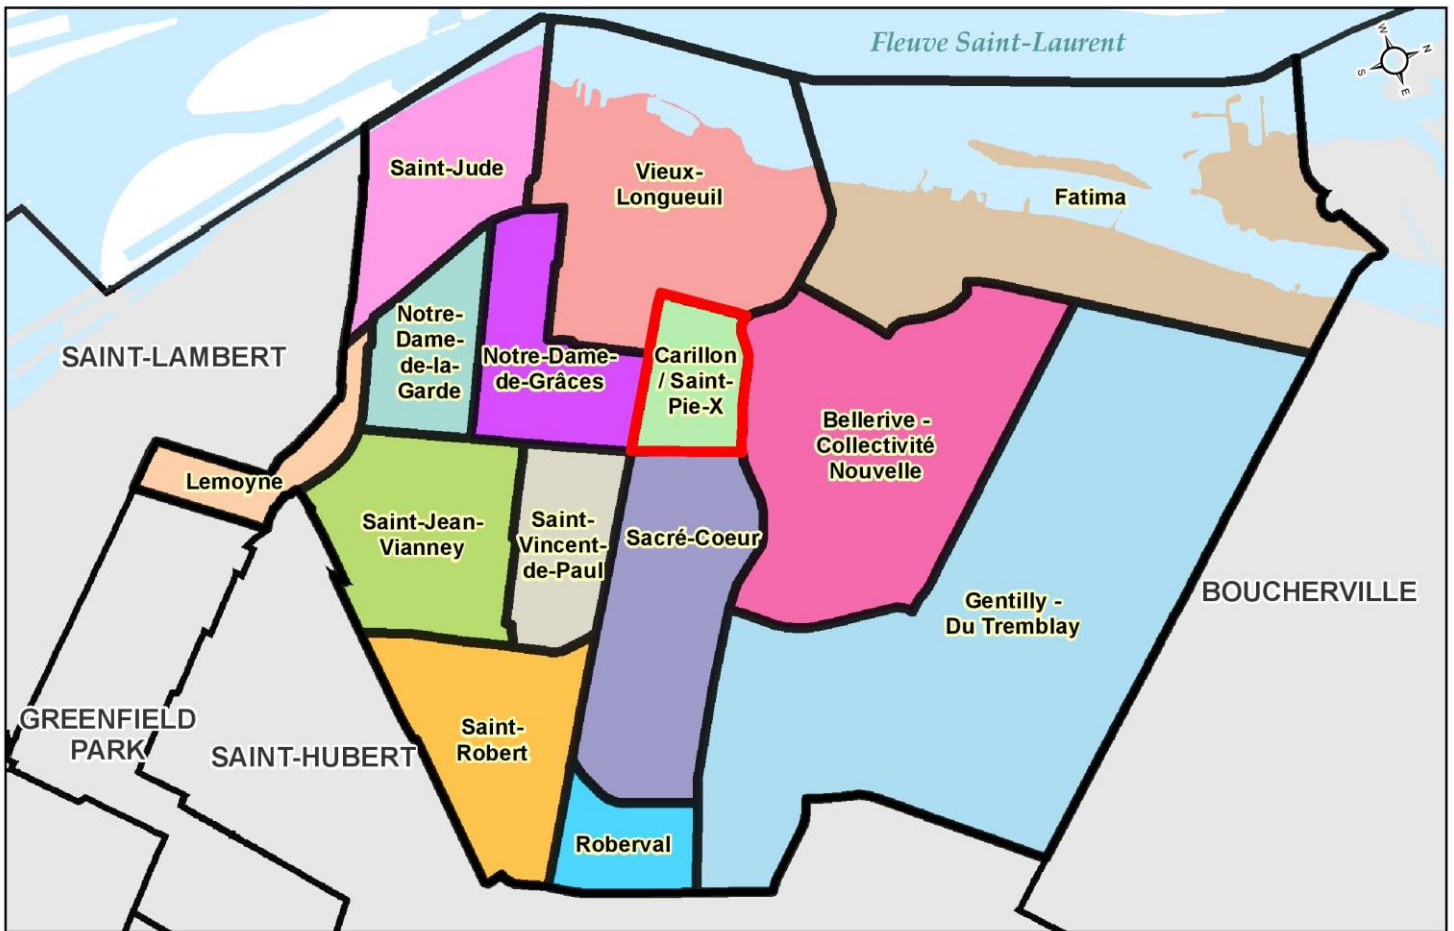 Fleuve Saint-Laurent
W
N
S
E
Saint-Jude
Vieux-
Longueuil
Fatima
Notre-
Dame-
de-la-
Garde
Notre-Dame-
de-Grâces
Carillon
/ Saint-
Pie-X
SAINT-LAMBERT
Bellerive -
Collectivité
Nouvelle
Lemoyne
Saint-Jean-
Vianney
Saint-
Vincent-
de-Paul
Sacré-Coeur
BOUCHERVILLE
Gentilly -
Du Tremblay
GREENFIELD
PARK
SAINT-HUBERT
Saint-
Robert
Roberval